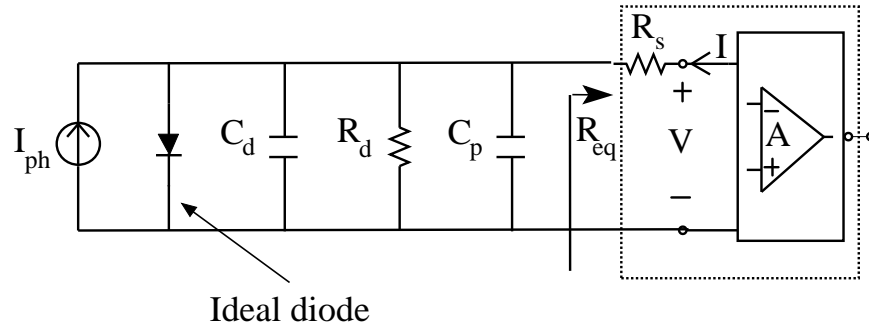 R_s
I
+
I_ph
C_d
R_d
C_p
R_eq
V
−
A
+
−
Ideal diode